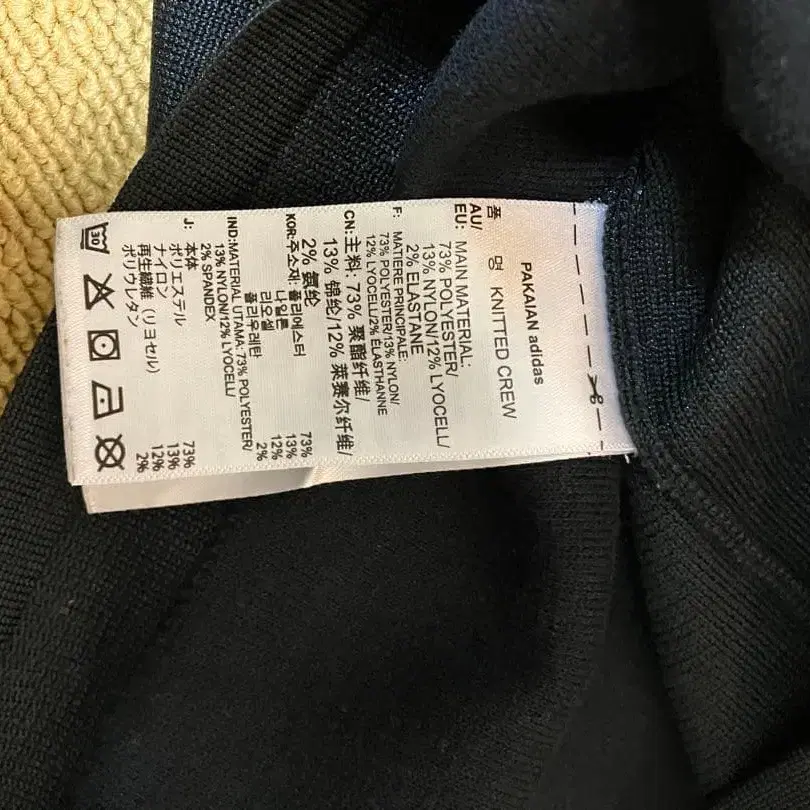 PAKAIAN adidas
품 명 KNITTED CREW
AU/
EU: MAIN MATERIAL:
73% POLYESTER/
13% NYLON/12% LYOCELL/
2% ELASTANE
F: MATIERE PRINCIPALE:
73% POLYESTER/13% NYLON/
12% LYOCELL/2% ÉLASTHANNE
CN: 主料: 73% 聚酯纤维/
13% 锦纶/12% 莱赛尔纤维/
2% 氨纶
KOR: 주소재: 폴리에스터 73%
나일론 13%
리오셀 12%
폴리우레탄 2%
IND: MATERIAL UTAMA: 73% POLYESTER/
13% NYLON/12% LYOCELL/
2% SPANDEX
J: 本体
ポリエステル 73%
ナイロン 13%
再生繊維 (リヨセル) 12%
ポリウレタン 2%
30